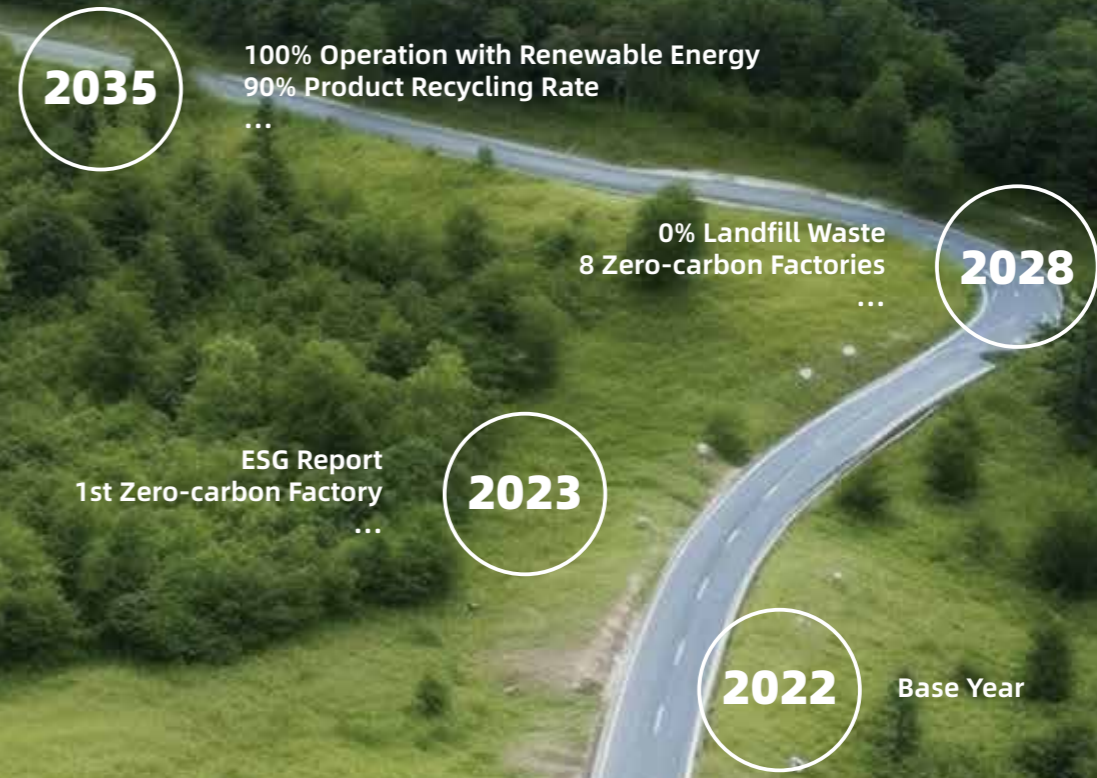 2035
100% Operation with Renewable Energy
90% Product Recycling Rate
...
0% Landfill Waste
8 Zero-carbon Factories
...
2028
ESG Report
1st Zero-carbon Factory
...
2023
2022
Base Year